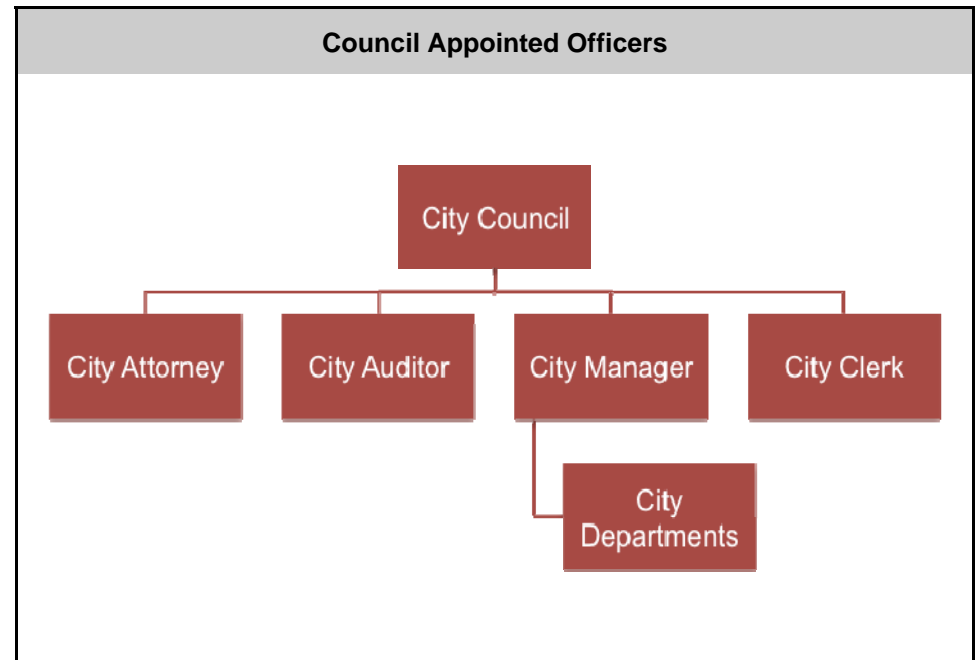 Council Appointed Officers
City Council
City Attorney
City Auditor
City Manager
City Clerk
City
Departments